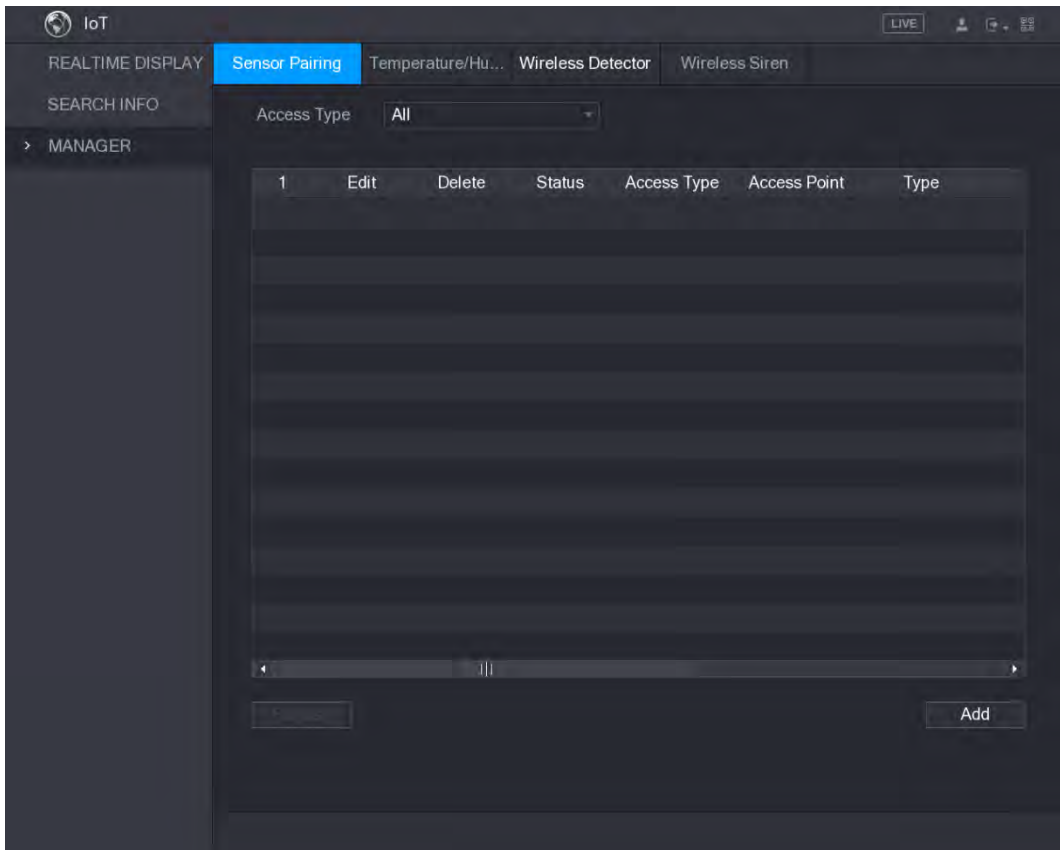 IoT LIVE
REALTIME DISPLAY
SEARCH INFO
> MANAGER
Sensor Pairing Temperature/Hu... Wireless Detector Wireless Siren
Access Type All
1 Edit Delete Status Access Type Access Point Type
Add